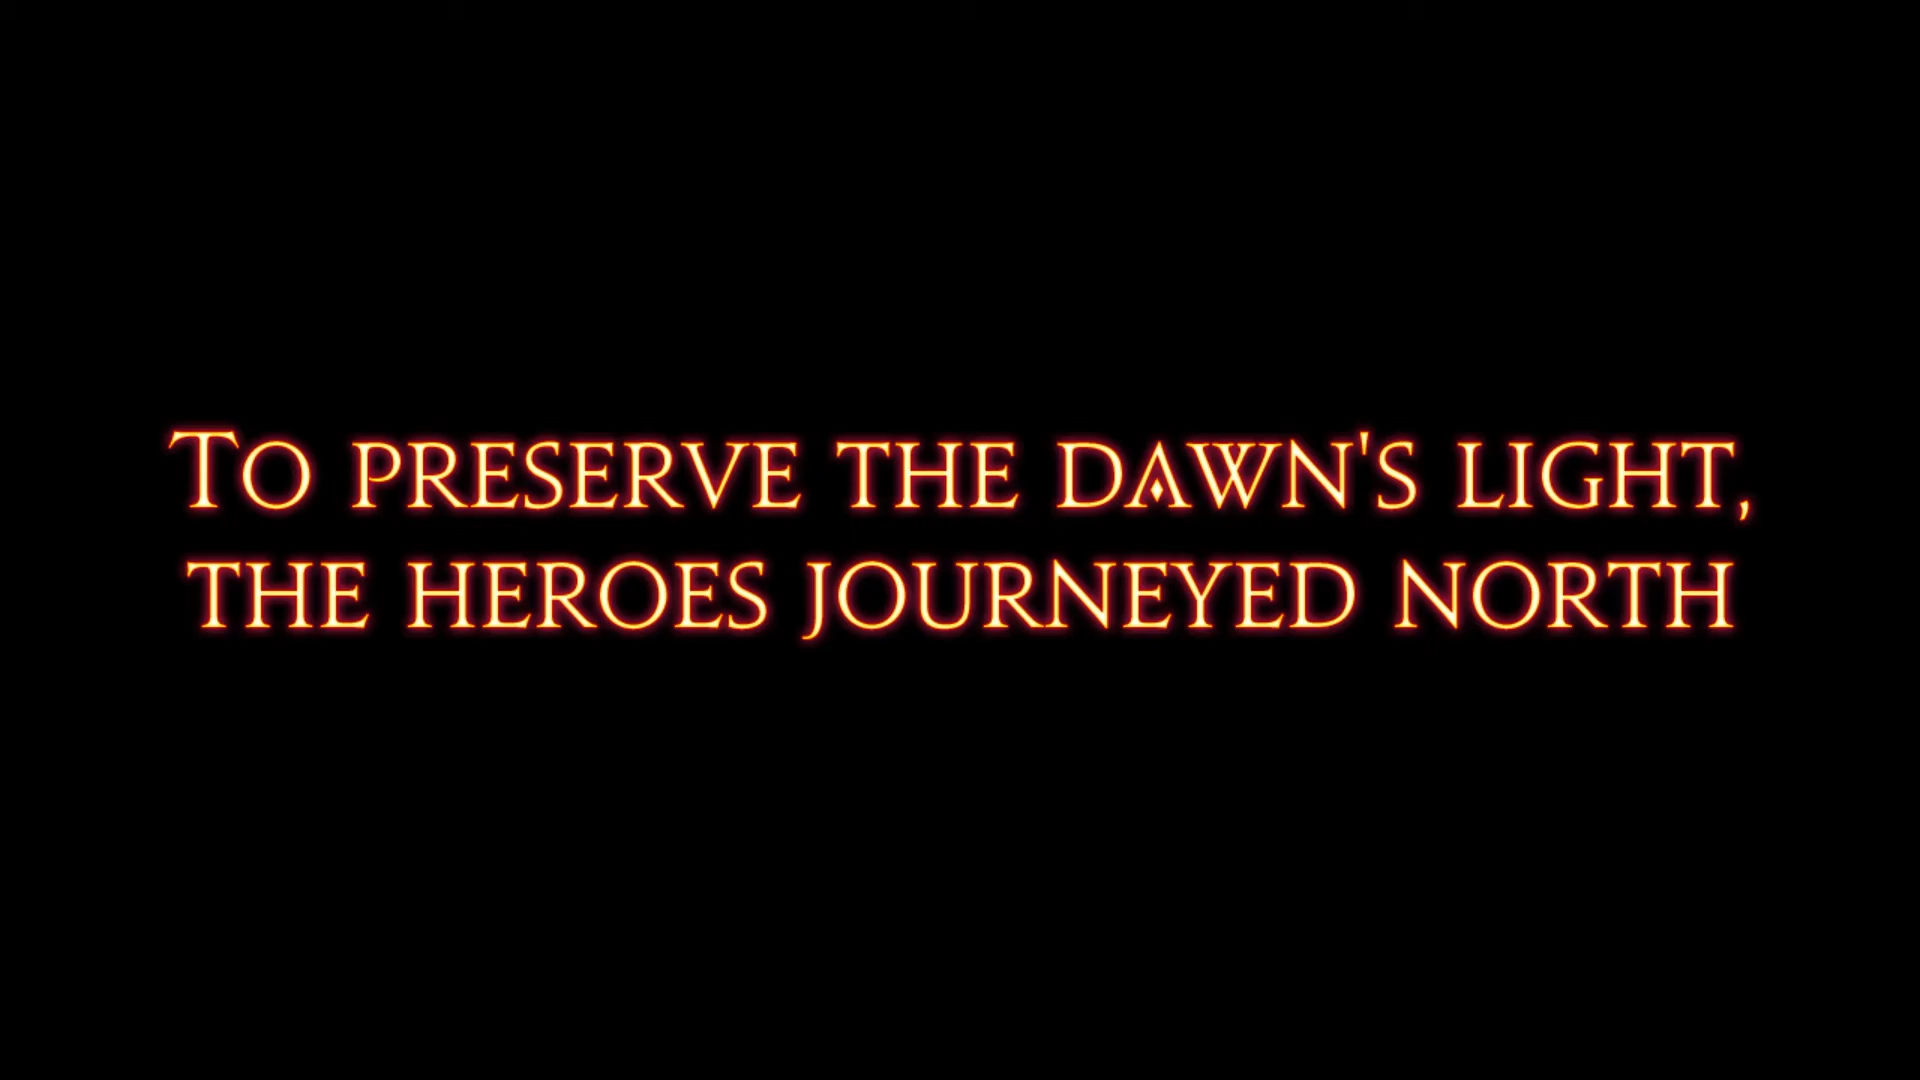 To preserve the dawn's light,
the heroes journeyed north